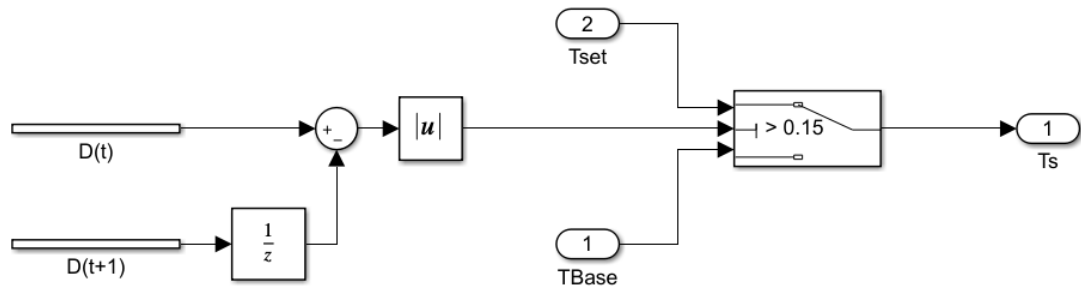 2
Tset
D(t)
+
−
|u|
> 0.15
1
Ts
D(t+1)
1
z
1
TBase